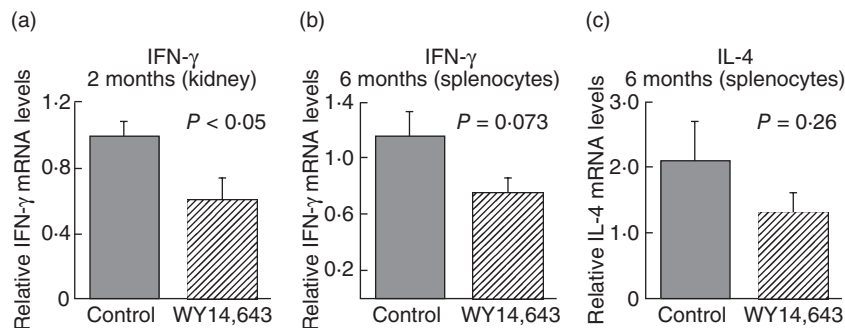 (a)
IFN-γ
2 months (kidney)
Relative IFN-γ mRNA levels
1·2
0·8
0·4
0
P < 0·05
Control WY14,643
(b)
IFN-γ
6 months (splenocytes)
Relative IFN-γ mRNA levels
1·4
1·0
0·6
0·2
P = 0·073
Control WY14,643
(c)
IL-4
6 months (splenocytes)
Relative IL-4 mRNA levels
3·0
2·0
1·0
0
P = 0·26
Control WY14,643